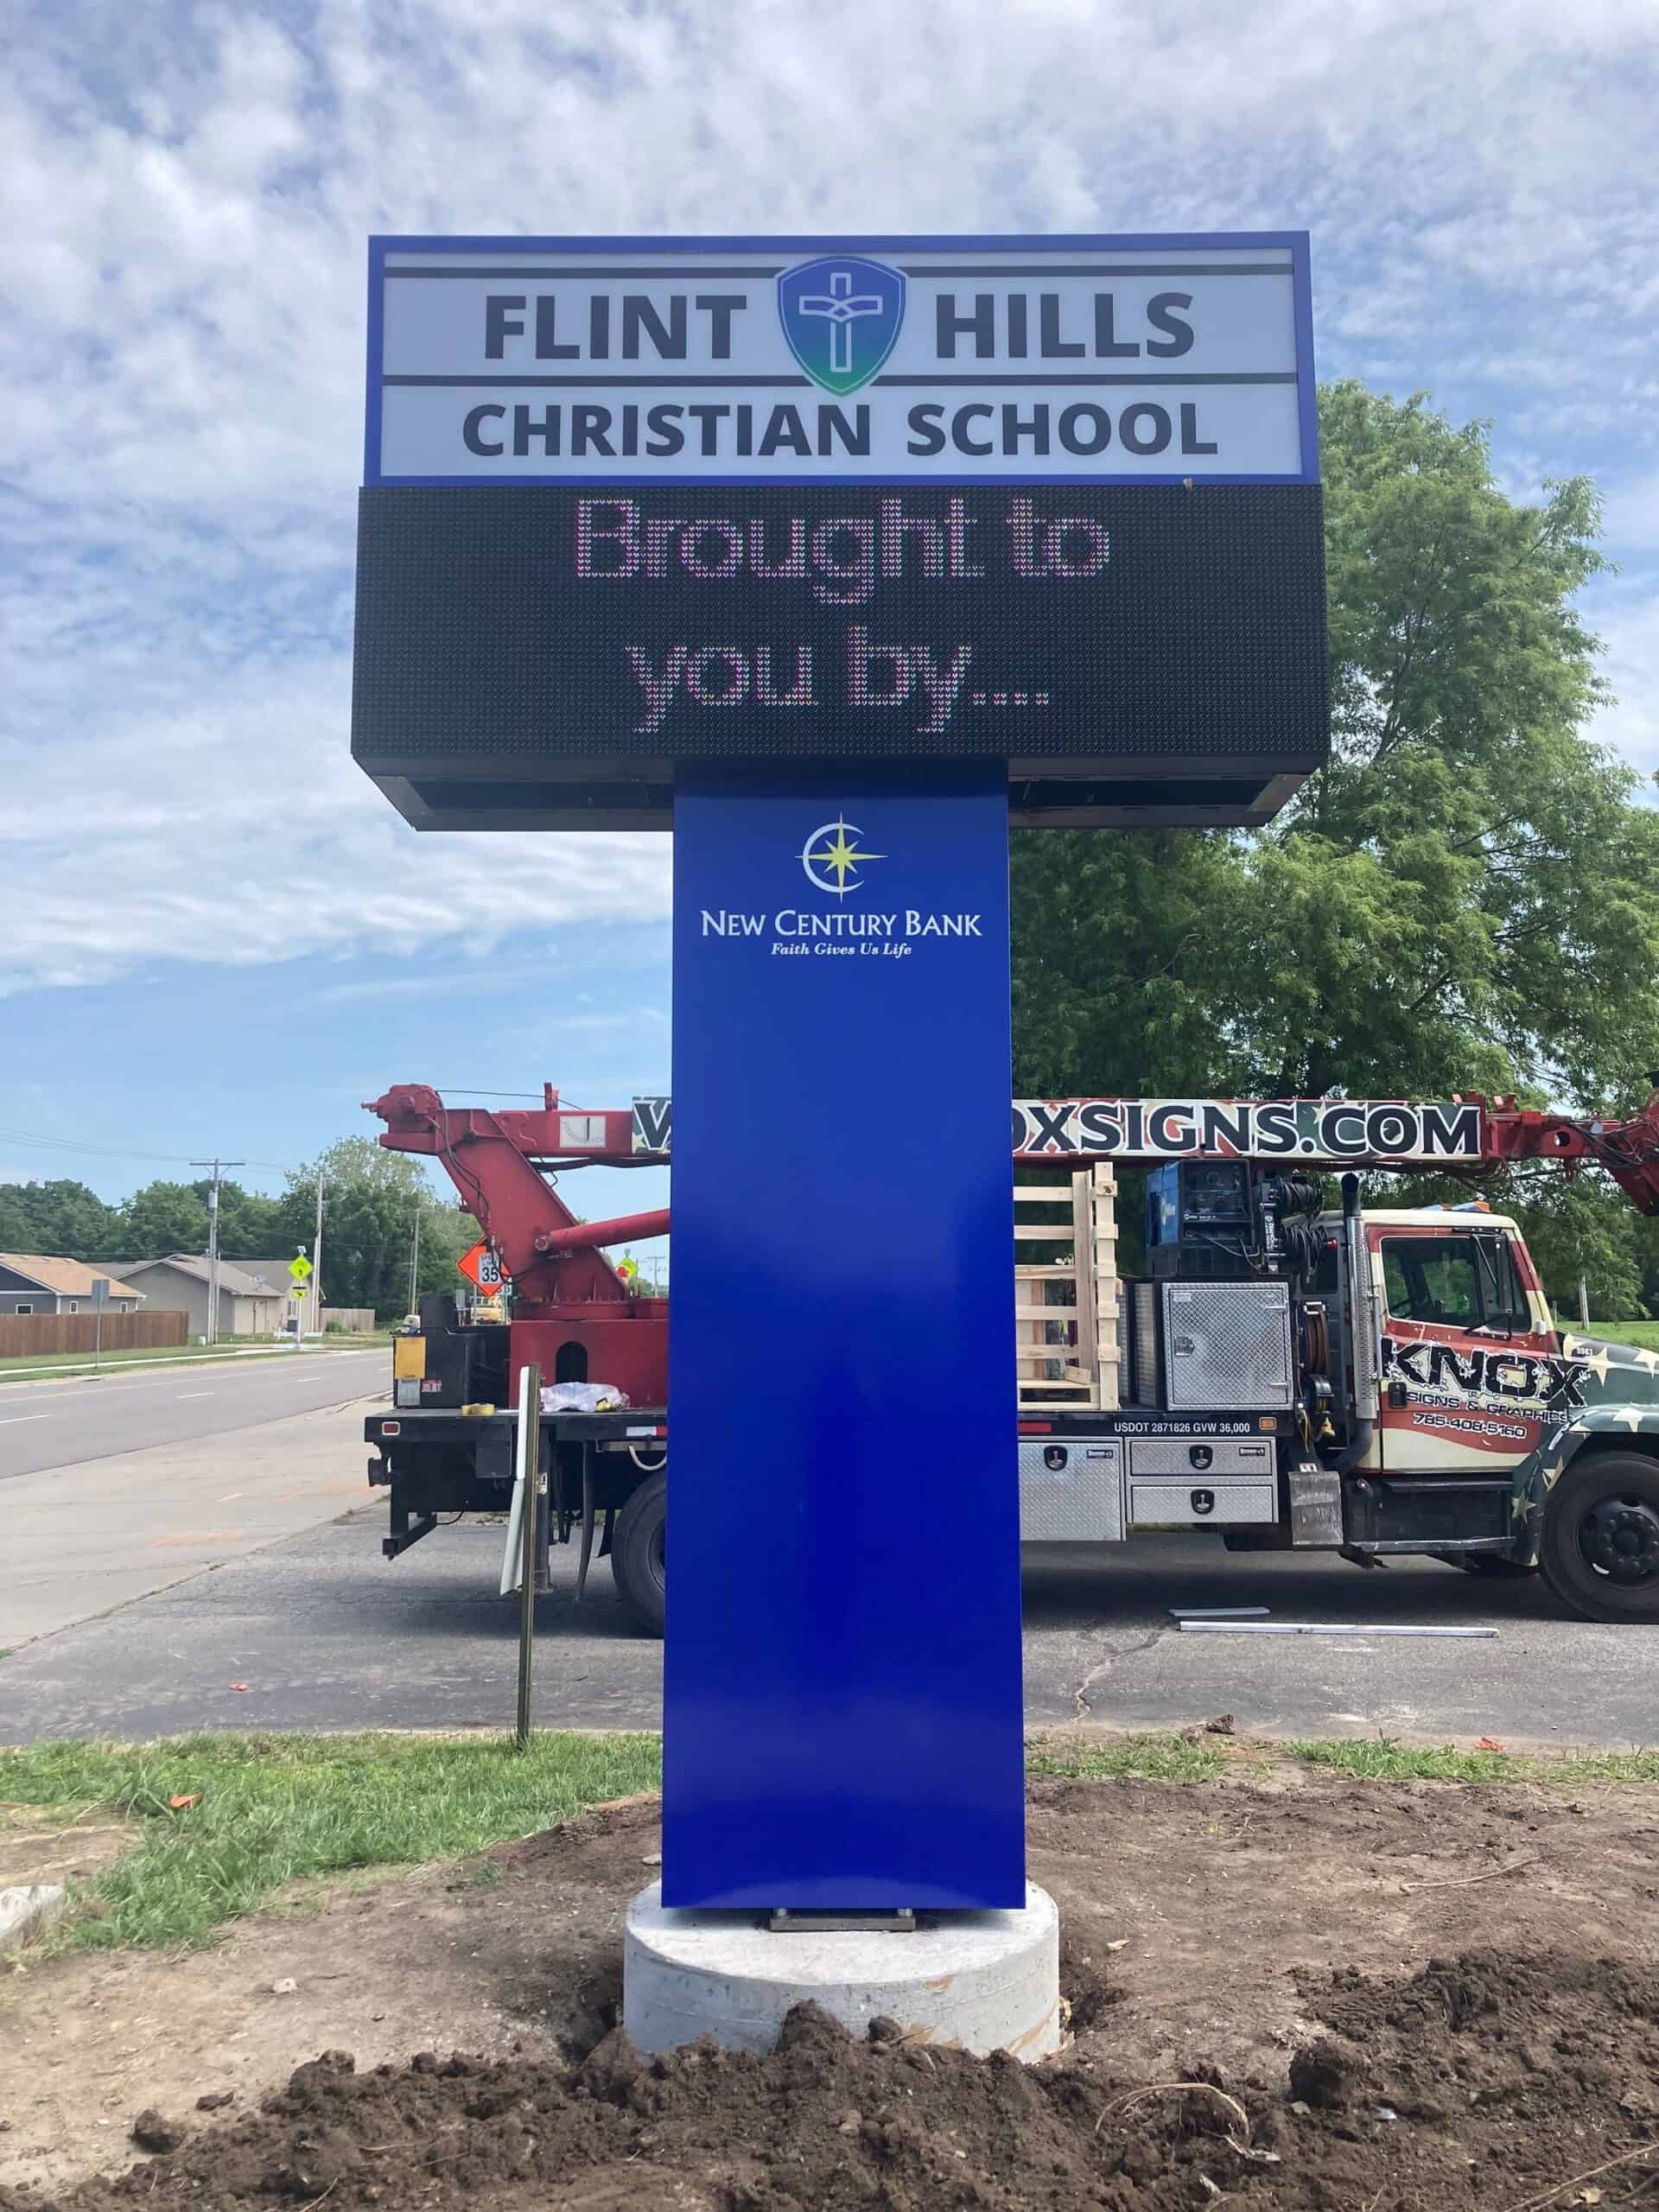 FLINT HILLS
CHRISTIAN SCHOOL
Brought to
you by...
NEW CENTURY BANK
Faith Gives Us Life
OXSIGNS.COM
35
KNOX
SIGNS & GRAPHICS
785-408-5160
USDOT 2871826 GVW 36,000